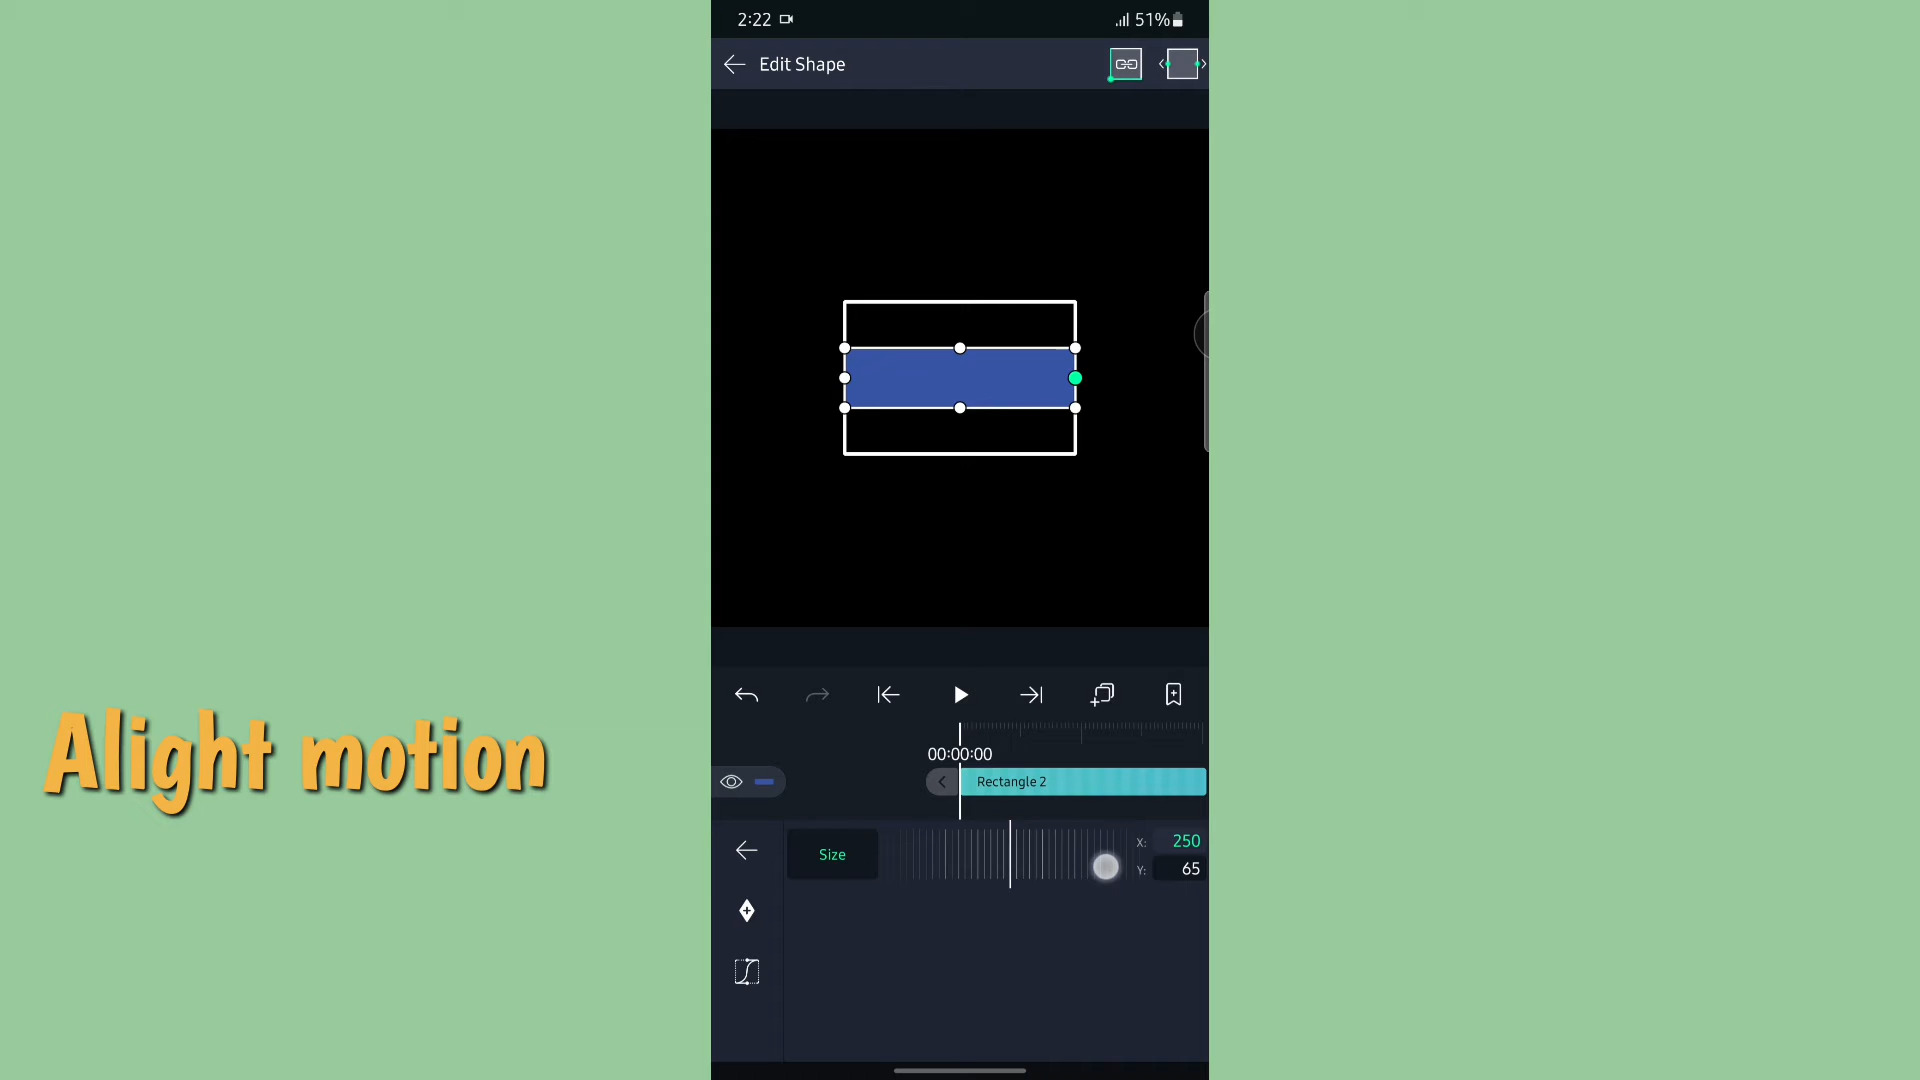 2:22
51%
Edit Shape
00:00:00
Rectangle 2
Size
X: 250
Y: 65
Alight motion